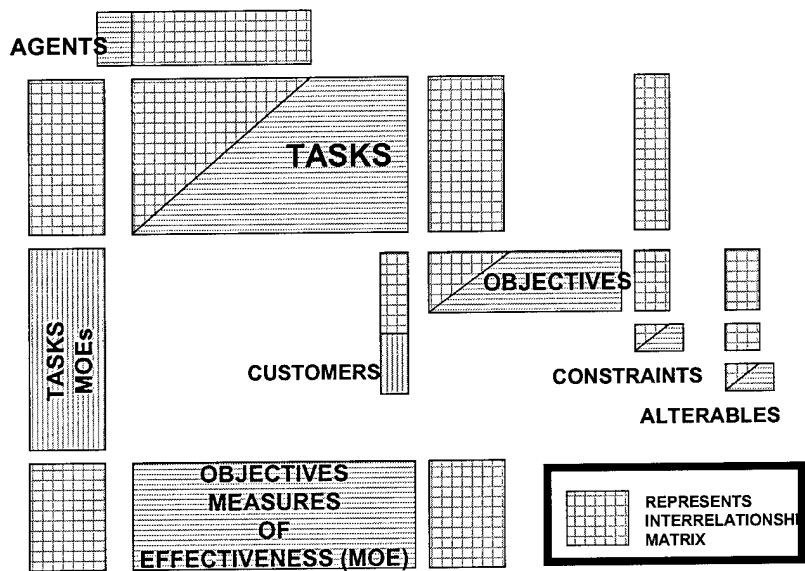 AGENTS
TASKS
OBJECTIVES
TASKS
MOEs
CUSTOMERS
CONSTRAINTS
ALTERABLES
OBJECTIVES
MEASURES
OF
EFFECTIVENESS (MOE)
REPRESENTS
INTERRELATIONSHI
MATRIX